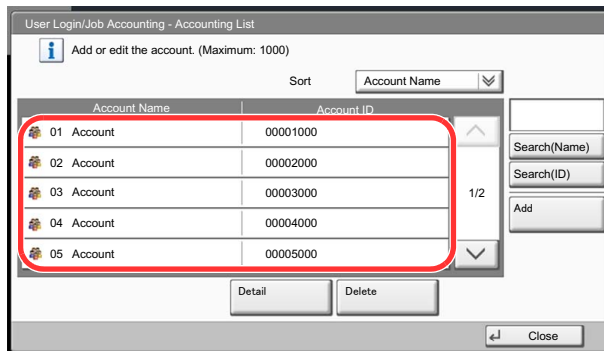 User Login/Job Accounting - Accounting List
i Add or edit the account. (Maximum: 1000)
Sort Account Name
Account Name Account ID
01 Account 00001000
02 Account 00002000
03 Account 00003000
04 Account 00004000
05 Account 00005000
1/2
Search(Name)
Search(ID)
Add
Detail Delete
Close